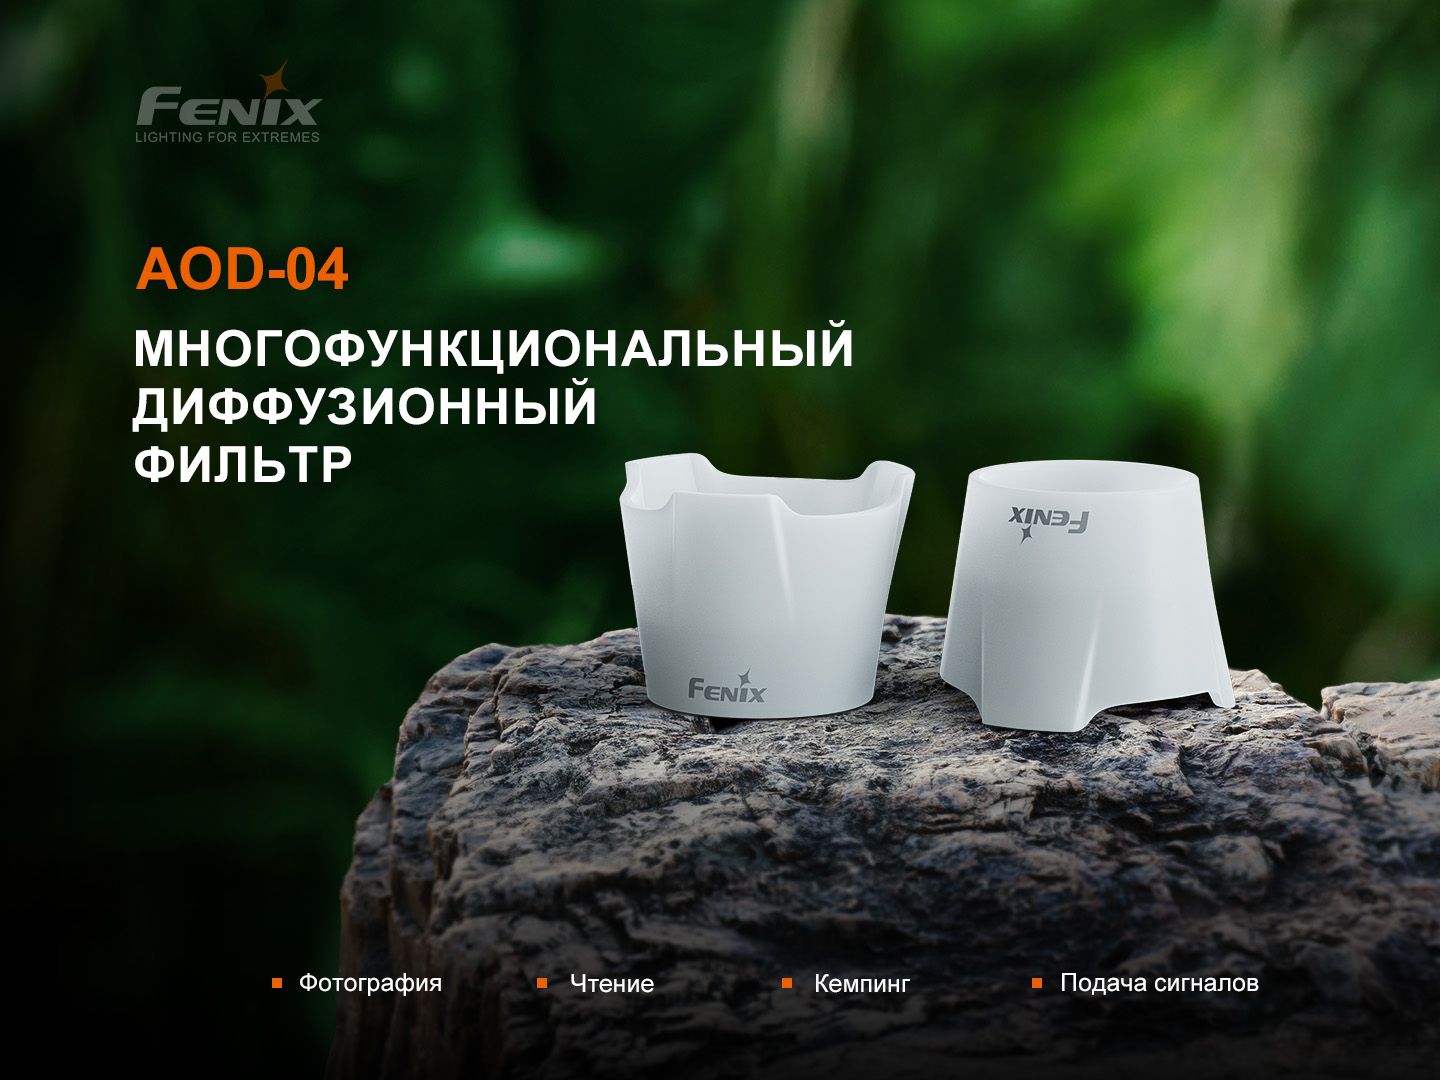 FENIX
LIGHTING FOR EXTREMES
AOD-04
МНОГОФУНКЦИОНАЛЬНЫЙ
ДИФФУЗИОННЫЙ
ФИЛЬТР
FENIX
FENIX
Фотография
Чтение
Кемпинг
Подача сигналов